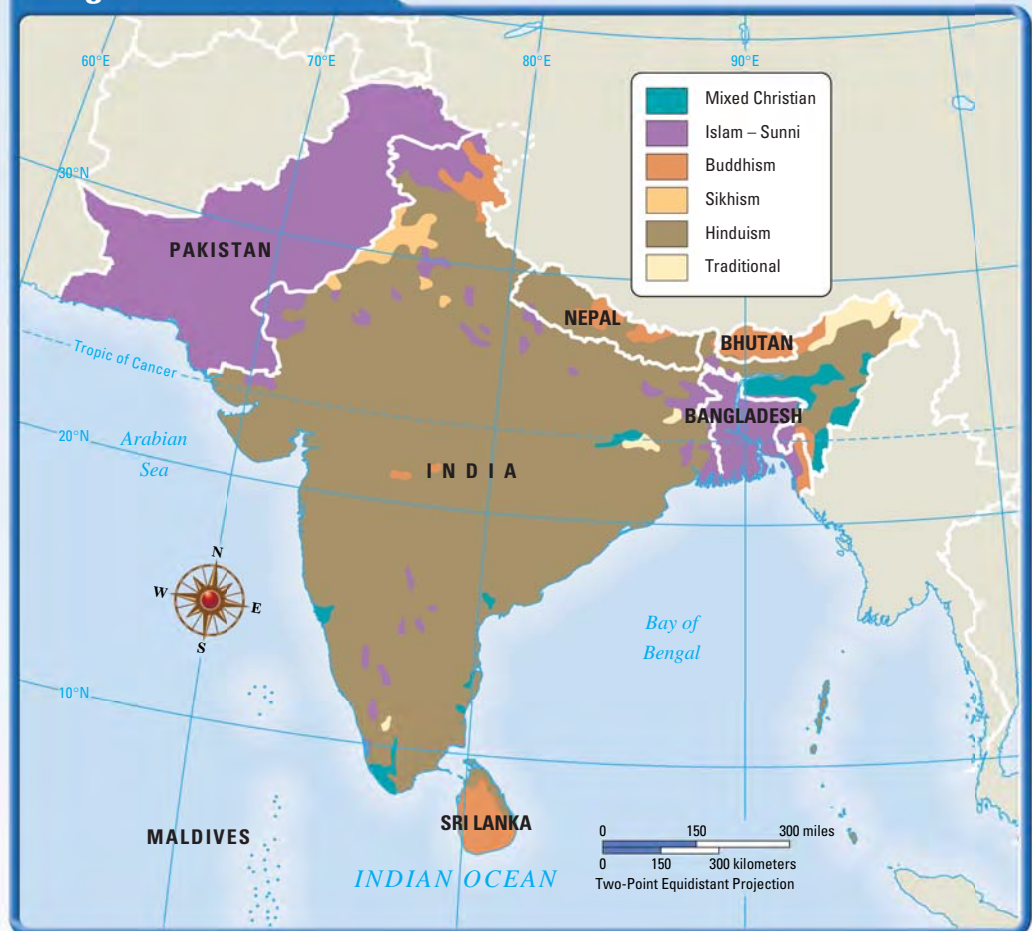 60°E
70°E
80°E
90°E
Mixed Christian
Islam – Sunni
Buddhism
Sikhism
Hinduism
Traditional
30°N
PAKISTAN
NEPAL
BHUTAN
Tropic of Cancer
BANGLADESH
20°N
Arabian
Sea
INDIA
N
W
E
S
Bay of
Bengal
10°N
MALDIVES
SRI LANKA
INDIAN OCEAN
0 150 300 miles
0 150 300 kilometers
Two-Point Equidistant Projection